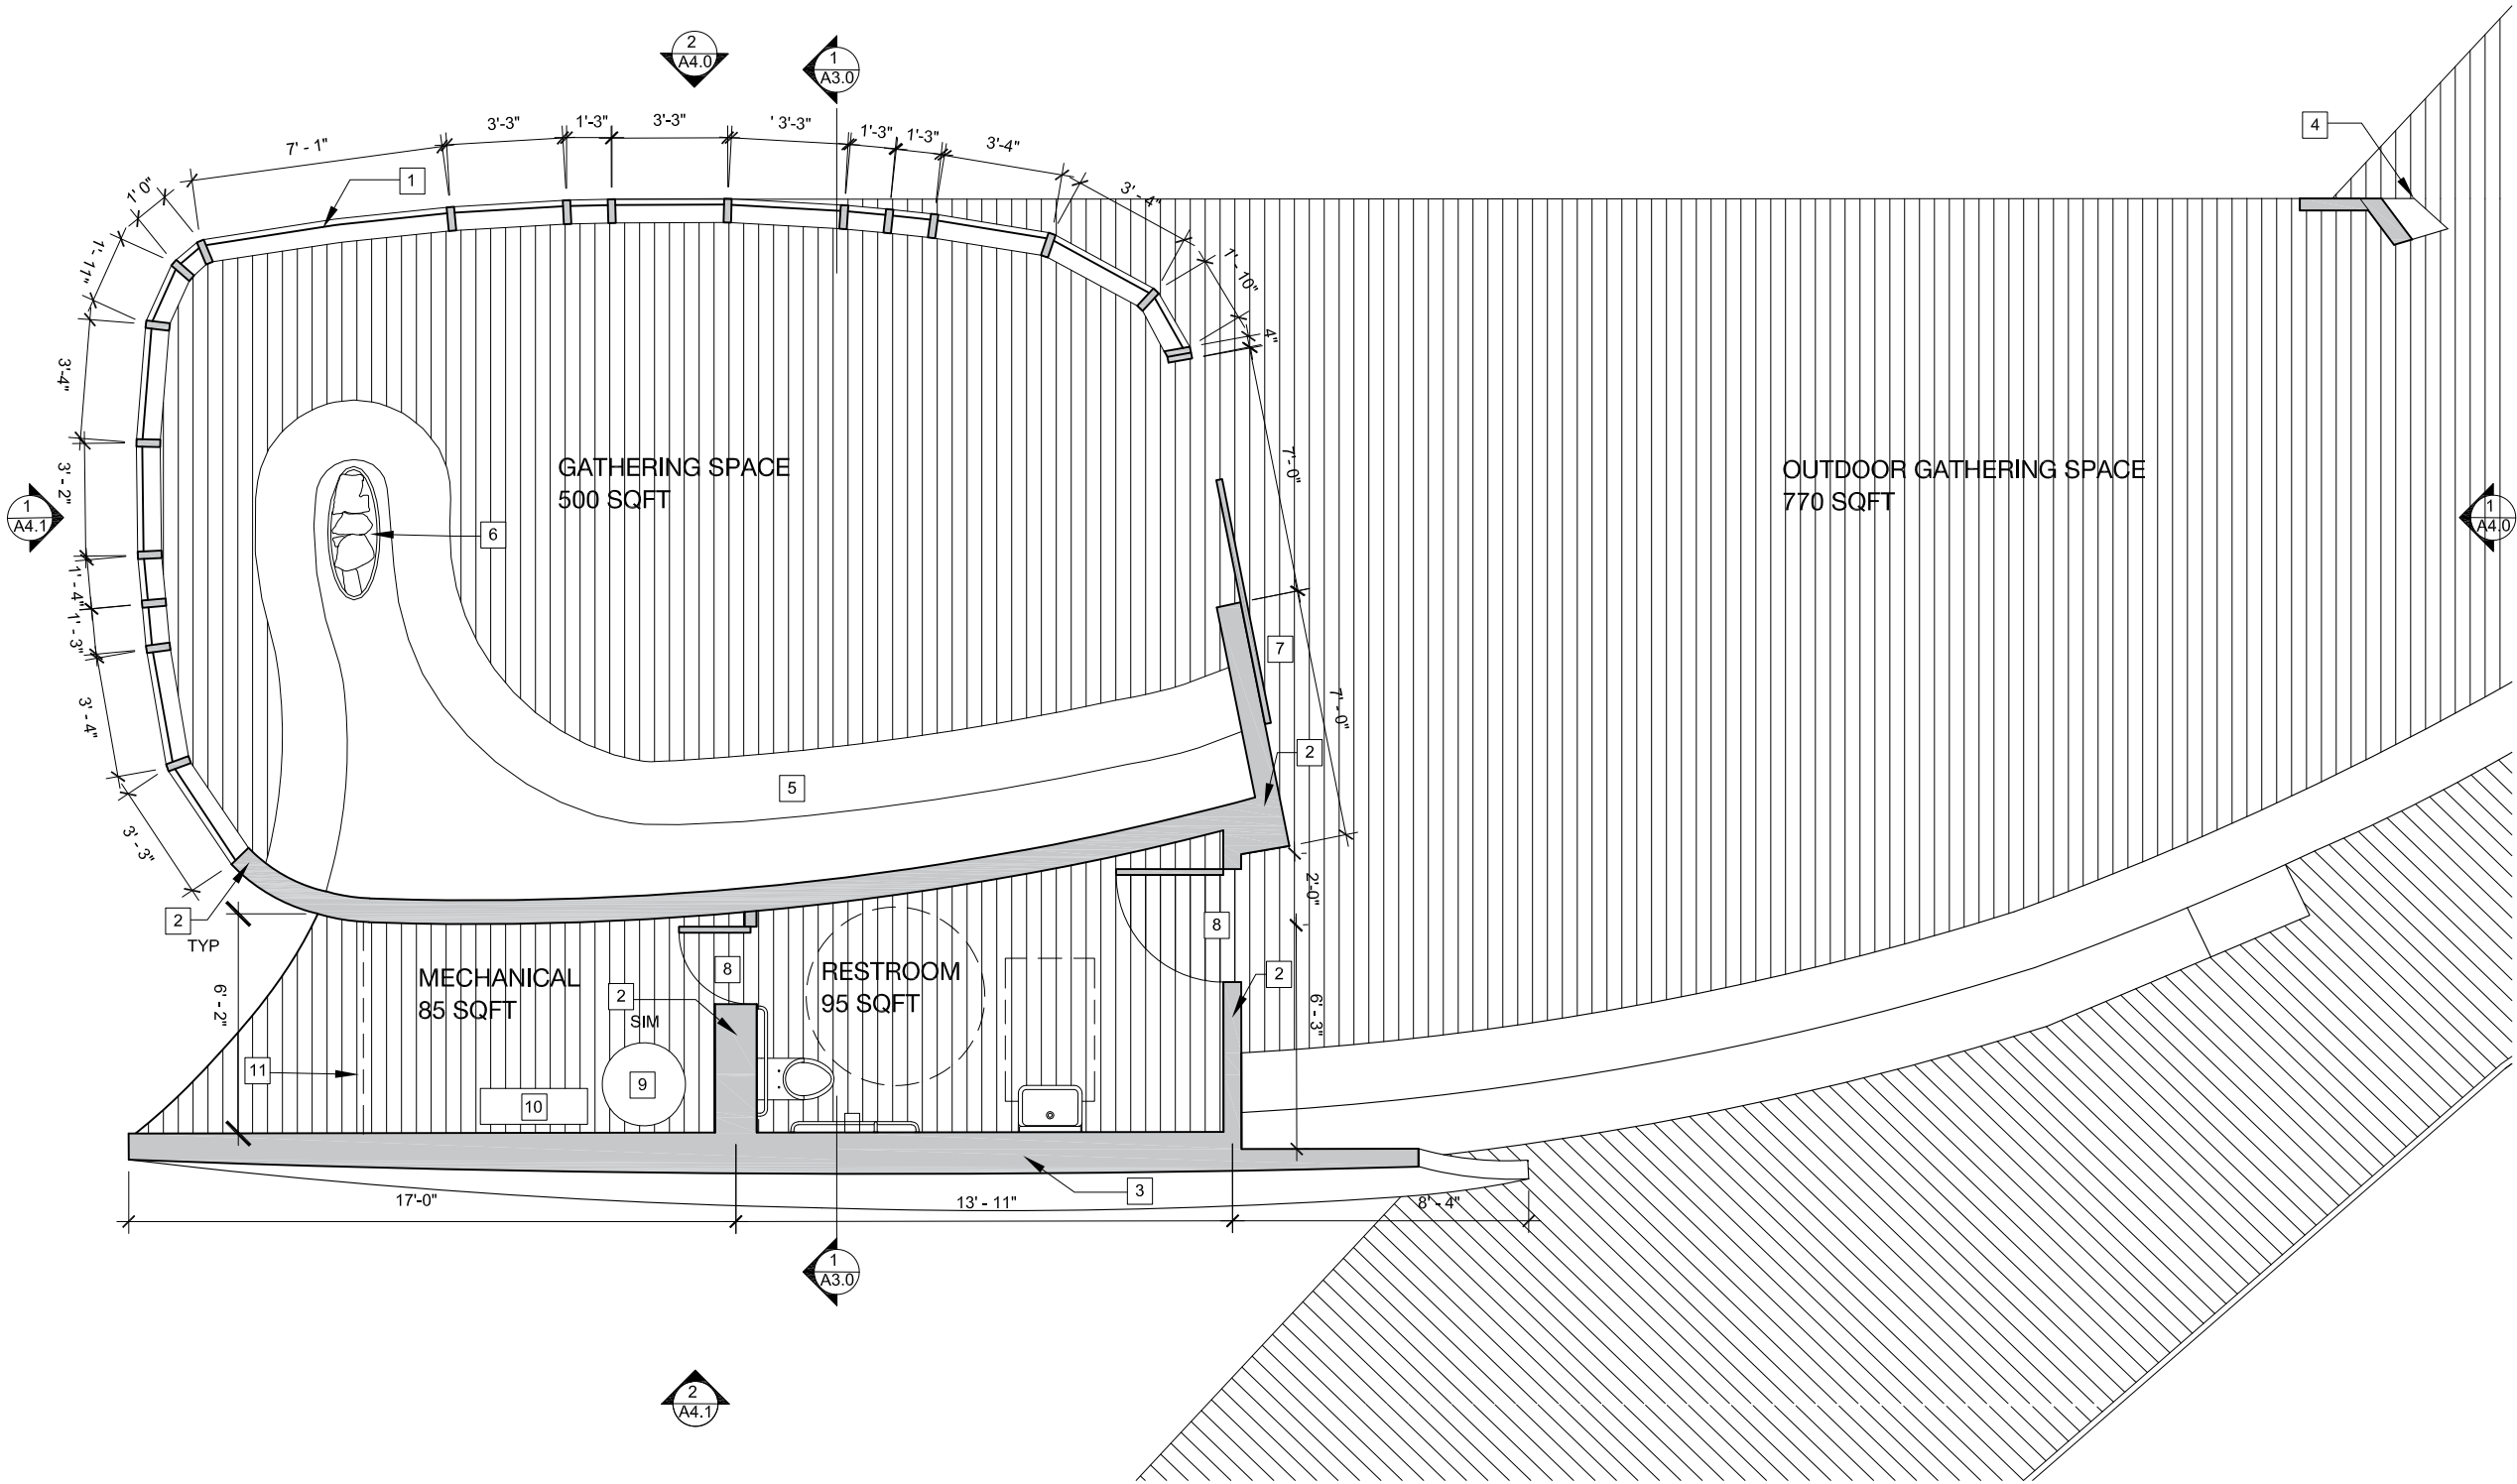 2
A4.0
1
A3.0
3'-3"
1'-3"
3'-3"
' 3'-3"
1'-3"
1'-3"
3'-4"
7' - 1"
1' 0"
1
4
3' - 4"
1' - 11"
1' - 10"
4"
3'-4"
3' - 2"
1
A4.1
GATHERING SPACE
500 SQFT
7'- 0"
OUTDOOR GATHERING SPACE
770 SQFT
1
A4.0
6
1' - 4"
1' - 3"
7
3' - 4"
7' - 0"
2
5
3' - 3"
2'-0"
2
TYP
8
MECHANICAL
85 SQFT
8
RESTROOM
95 SQFT
2
2
SIM
6' - 2"
6' - 3"
11
9
10
3
17'-0"
13' - 11"
8' - 4"
1
A3.0
2
A4.1